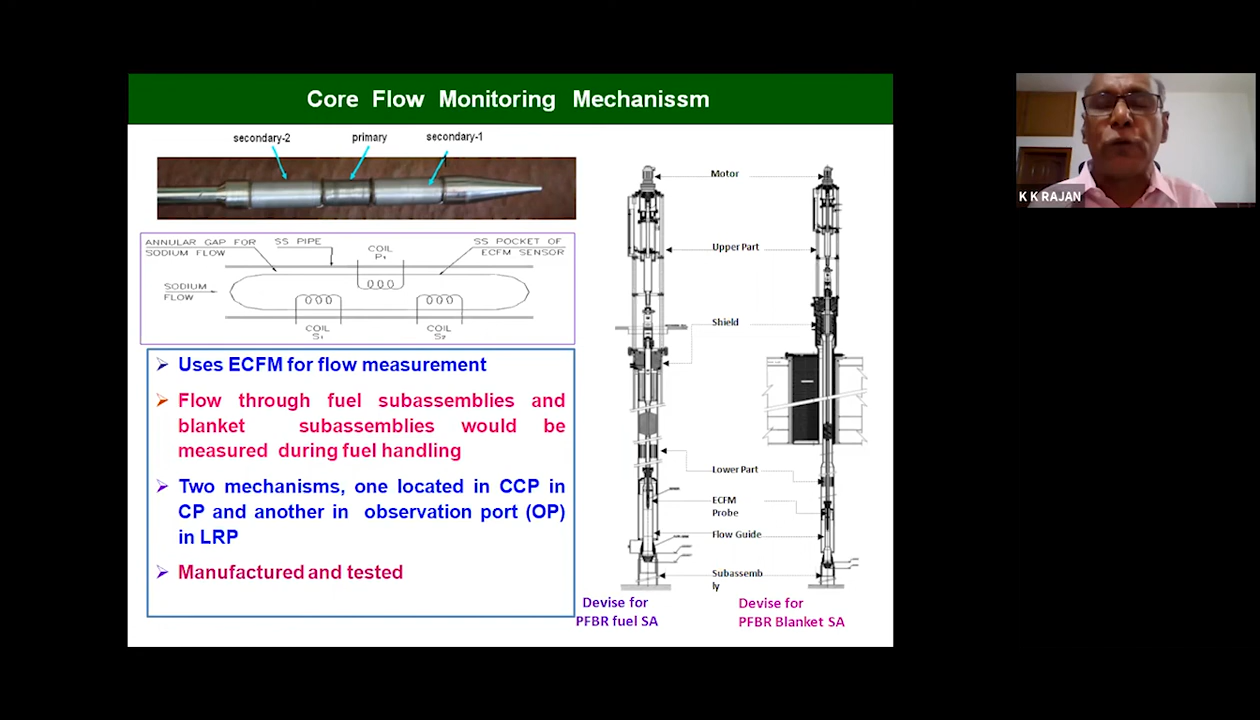 Core Flow Monitoring Mechanissm
secondary-2
primary
secondary-1
ANNULAR GAP FOR
SODIUM FLOW
SS PIPE
COIL
P1
SS POCKET OF
ECFM SENSOR
SODIUM
FLOW
COIL
S1
COIL
S2
Uses ECFM for flow measurement
Flow through fuel subassemblies and
blanket subassemblies would be
measured during fuel handling
Two mechanisms, one located in CCP in
CP and another in observation port (OP)
in LRP
Manufactured and tested
Motor
Upper Part
Shield
Lower Part
ECFM
Probe
Flow Guide
Subassemb
ly
Devise for
PFBR fuel SA
Devise for
PFBR Blanket SA
K K RAJAN